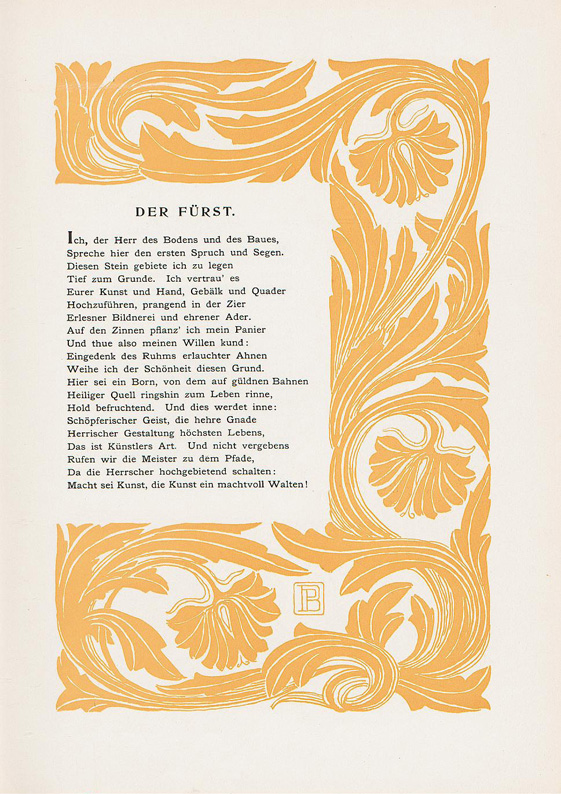 DER FÜRST.
Ich, der Herr des Bodens und des Baues,
Spreche hier den ersten Spruch und Segen.
Diesen Stein gebiete ich zu legen
Tief zum Grunde. Ich vertrau' es
Eurer Kunst und Hand, Gebälk und Quader
Hochzuführen, prangend in der Zier
Erlesner Bildnerei und ehrener Ader.
Auf den Zinnen pflanz' ich mein Panier
Und thue also meinen Willen kund:
Eingedenk des Ruhms erlauchter Ahnen
Weihe ich der Schönheit diesen Grund.
Hier sei ein Born, von dem auf güldnen Bahnen
Heiliger Quell ringshin zum Leben rinne,
Hold befruchtend. Und dies werdet inne:
Schöpferischer Geist, die hehre Gnade
Herrischer Gestaltung höchsten Lebens,
Das ist Künstlers Art. Und nicht vergebens
Rufen wir die Meister zu dem Pfade,
Da die Herrscher hochgebietend schalten:
Macht sei Kunst, die Kunst ein machtvoll Walten!